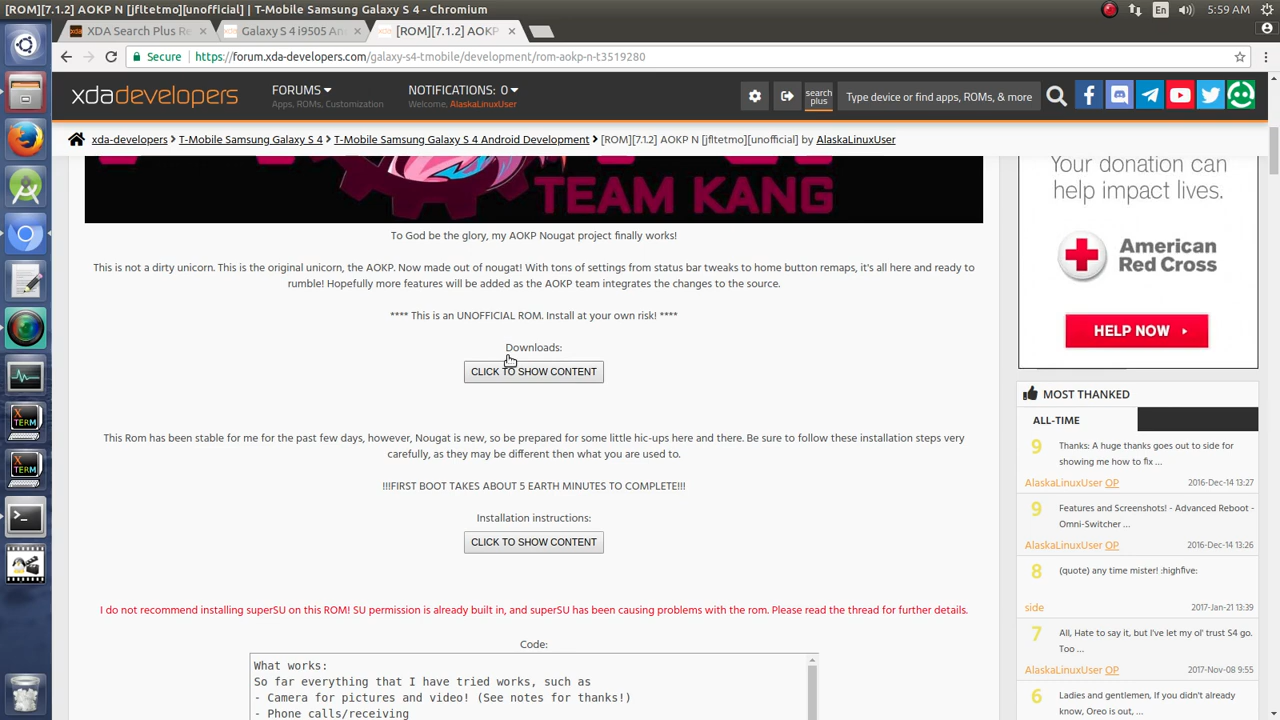 [ROM][7.1.2] AOKP N [jfltetmo][unofficial] | T-Mobile Samsung Galaxy S 4 - Chromium
En
5:59 AM
XDA Search Plus Re
Galaxy S 4 i9505 An
[ROM][7.1.2] AOKP
Secure
https://forum.xda-developers.com/galaxy-s4-tmobile/development/rom-aokp-n-t3519280
xdadevelopers
FORUMS
Apps, ROMs, Customization
NOTIFICATIONS: 0
Welcome, AlaskaLinuxUser
search
plus
Type device or find apps, ROMs, & more
xda-developers > T-Mobile Samsung Galaxy S 4 > T-Mobile Samsung Galaxy S 4 Android Development > [ROM][7.1.2] AOKP N [jfltetmo][unofficial] by AlaskaLinuxUser
TEAM KANG
To God be the glory, my AOKP Nougat project finally works!
This is not a dirty unicorn. This is the original unicorn, the AOKP. Now made out of nougat! With tons of settings from status bar tweaks to home button remaps, it's all here and ready to
rumble! Hopefully more features will be added as the AOKP team integrates the changes to the source.
**** This is an UNOFFICIAL ROM. Install at your own risk! ****
Downloads:
CLICK TO SHOW CONTENT
This Rom has been stable for me for the past few days, however, Nougat is new, so be prepared for some little hic-ups here and there. Be sure to follow these installation steps very
carefully, as they may be different then what you are used to.
!!!FIRST BOOT TAKES ABOUT 5 EARTH MINUTES TO COMPLETE!!!
Installation instructions:
CLICK TO SHOW CONTENT
I do not recommend installing superSU on this ROM! SU permission is already built in, and superSU has been causing problems with the rom. Please read the thread for further details.
Code:
What works:
So far everything that I have tried works, such as
- Camera for pictures and video! (See notes for thanks!)
- Phone calls/receiving
Your donation can
help impact lives.
American
Red Cross
HELP NOW
MOST THANKED
ALL-TIME
9
Thanks: A huge thanks goes out to side for
showing me how to fix ...
AlaskaLinuxUser OP
2016-Dec-14 13:27
9
Features and Screenshots! - Advanced Reboot -
Omni-Switcher ...
AlaskaLinuxUser OP
2016-Dec-14 13:26
8
(quote) any time mister! :highfive:
side
2017-Jan-21 13:39
7
All, Hate to say it, but I've let my ol' trust S4 go.
Too ...
AlaskaLinuxUser OP
2017-Nov-08 9:55
6
Ladies and gentlemen, If you didn't already
know, Oreo is out, ...
X
TERM
X
TERM